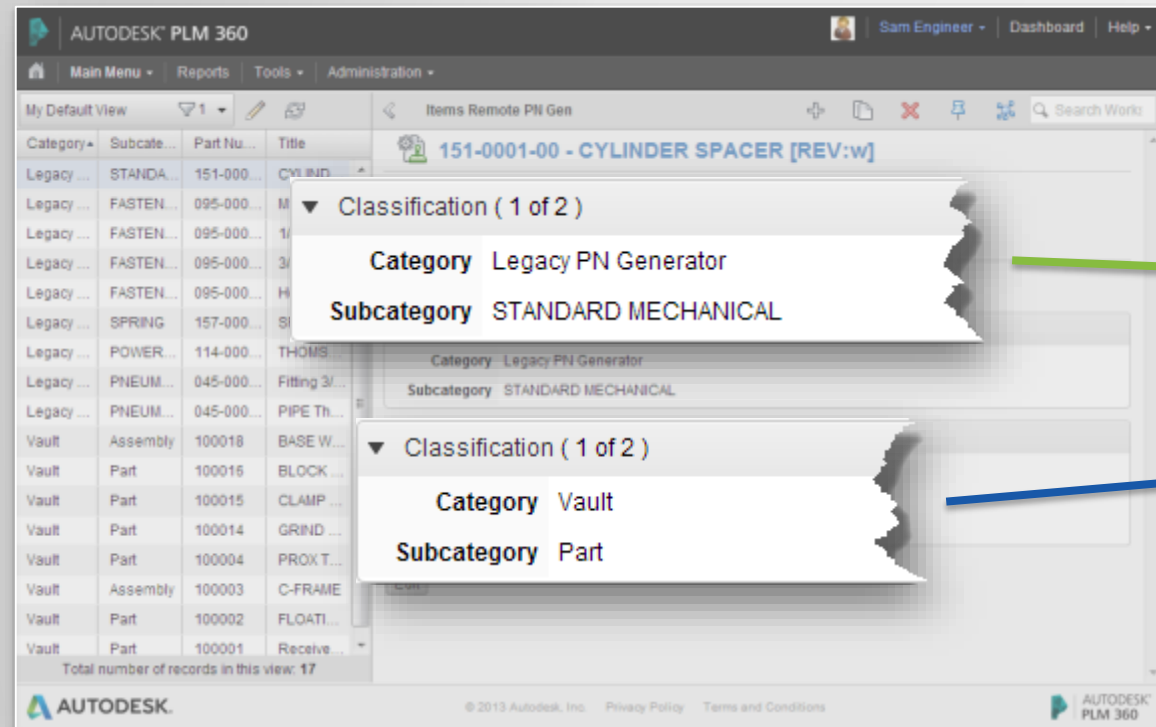 AUTODESK® PLM 360
Sam Engineer
Dashboard
Help
Main Menu
Reports
Tools
Administration
My Default View
1
Items Remote PN Gen
Search Works
Category Subcate... Part Nu... Title
151-0001-00 - CYLINDER SPACER [REV:w]
Legacy ... STANDA... 151-000... CYLIND...
Legacy ... FASTEN... 095-000... M
Legacy ... FASTEN... 095-000... 1/
Legacy ... FASTEN... 095-000... 3/
Legacy ... FASTEN... 095-000...
Legacy ... SPRING 157-000...
Legacy ... POWER... 114-000... THOMS...
Legacy ... PNEUM... 045-000... Fitting 3/...
Legacy ... PNEUM... 045-000... PIPE Th...
Vault Assembly 100018 BASE W...
Vault Part 100016 BLOCK ...
Vault Part 100015 CLAMP ...
Vault Part 100014 GRIND ...
Vault Part 100004 PROX T...
Vault Assembly 100003 C-FRAME
Vault Part 100002 FLOATI...
Vault Part 100001 Receive...
Total number of records in this view: 17
Classification ( 1 of 2 )
Category Legacy PN Generator
Subcategory STANDARD MECHANICAL
Category Legacy PN Generator
Subcategory STANDARD MECHANICAL
Classification ( 1 of 2 )
Category Vault
Subcategory Part
AUTODESK.
© 2013 Autodesk, Inc. Privacy Policy Terms and Conditions
AUTODESK®
PLM 360